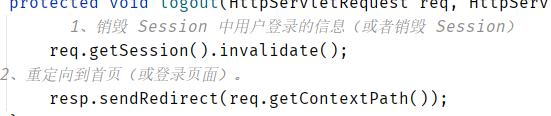 protected void logout(HttpServletRequest req, HttpServ
1、销毁 Session 中用户登录的信息（或者销毁 Session）
req.getSession().invalidate();
2、重定向到首页（或登录页面）。
resp.sendRedirect(req.getContextPath());